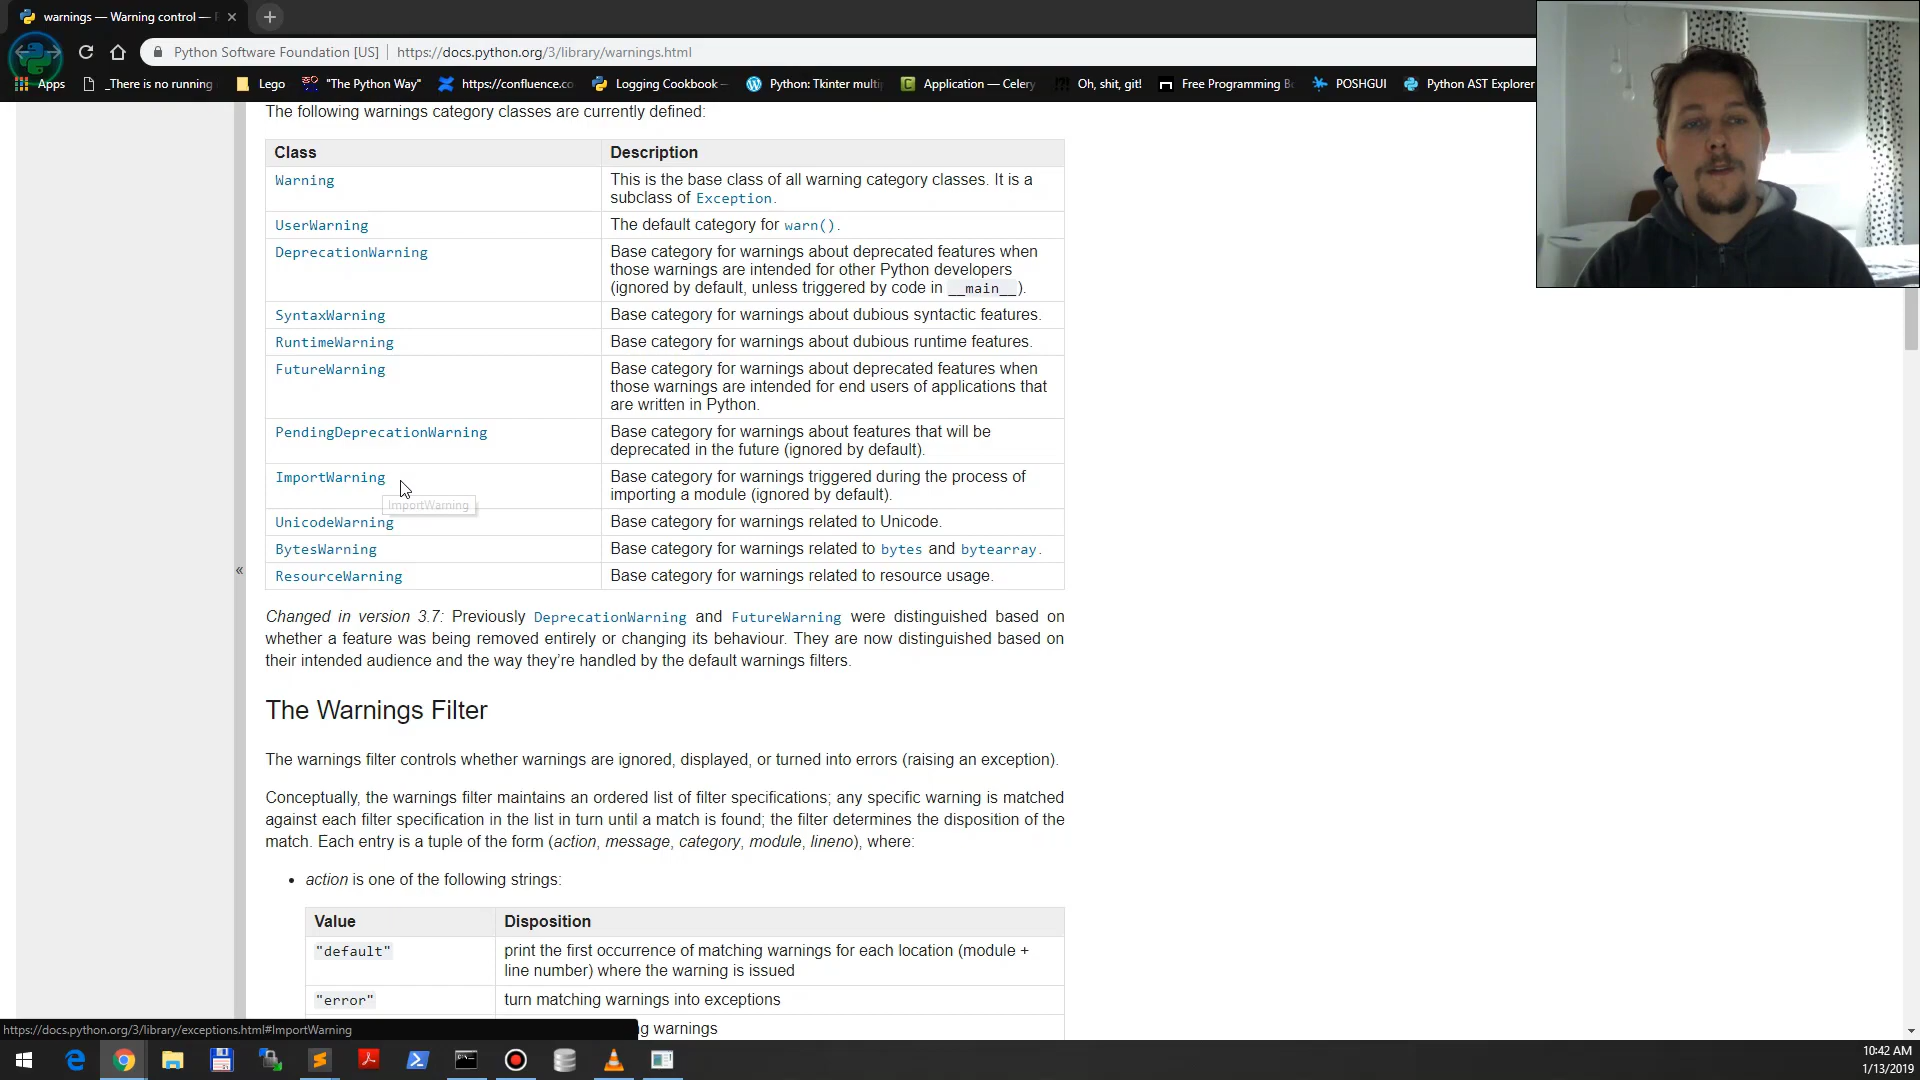 warnings — Warning control —
Python Software Foundation [US] https://docs.python.org/3/library/warnings.html
Apps _There is no running Lego "The Python Way" https://confluence.co Logging Cookbook – Python: Tkinter multi Application — Celery Oh, shit, git! Free Programming B POSHGUI Python AST Explorer
The following warnings category classes are currently defined:
Class Description
Warning This is the base class of all warning category classes. It is a
subclass of Exception.
UserWarning The default category for warn().
DeprecationWarning Base category for warnings about deprecated features when
those warnings are intended for other Python developers
(ignored by default, unless triggered by code in __main__).
SyntaxWarning Base category for warnings about dubious syntactic features.
RuntimeWarning Base category for warnings about dubious runtime features.
FutureWarning Base category for warnings about deprecated features when
those warnings are intended for end users of applications that
are written in Python.
PendingDeprecationWarning Base category for warnings about features that will be
deprecated in the future (ignored by default).
ImportWarning Base category for warnings triggered during the process of
importing a module (ignored by default).
ImportWarning
UnicodeWarning Base category for warnings related to Unicode.
BytesWarning Base category for warnings related to bytes and bytearray.
«
ResourceWarning Base category for warnings related to resource usage.
Changed in version 3.7: Previously DeprecationWarning and FutureWarning were distinguished based on
whether a feature was being removed entirely or changing its behaviour. They are now distinguished based on
their intended audience and the way they're handled by the default warnings filters.
The Warnings Filter
The warnings filter controls whether warnings are ignored, displayed, or turned into errors (raising an exception).
Conceptually, the warnings filter maintains an ordered list of filter specifications; any specific warning is matched
against each filter specification in the list in turn until a match is found; the filter determines the disposition of the
match. Each entry is a tuple of the form (action, message, category, module, lineno), where:
• action is one of the following strings:
Value Disposition
"default" print the first occurrence of matching warnings for each location (module +
line number) where the warning is issued
"error" turn matching warnings into exceptions
g warnings
https://docs.python.org/3/library/exceptions.html#ImportWarning
10:42 AM
1/13/2019